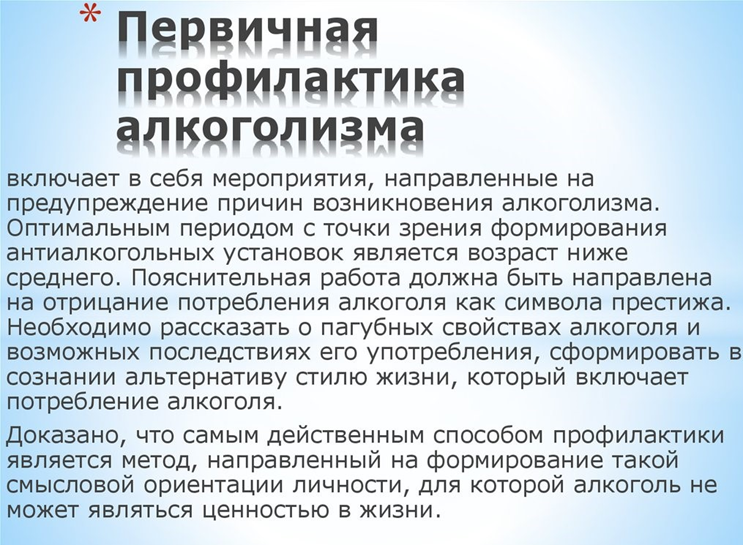 * Первичная
профилактика
алкоголизма
включает в себя мероприятия, направленные на
предупреждение причин возникновения алкоголизма.
Оптимальным периодом с точки зрения формирования
антиалкогольных установок является возраст ниже
среднего. Пояснительная работа должна быть направлена
на отрицание потребления алкоголя как символа престижа.
Необходимо рассказать о пагубных свойствах алкоголя и
возможных последствиях его употребления, сформировать в
сознании альтернативу стилю жизни, который включает
потребление алкоголя.
Доказано, что самым действенным способом профилактики
является метод, направленный на формирование такой
смысловой ориентации личности, для которой алкоголь не
может являться ценностью в жизни.